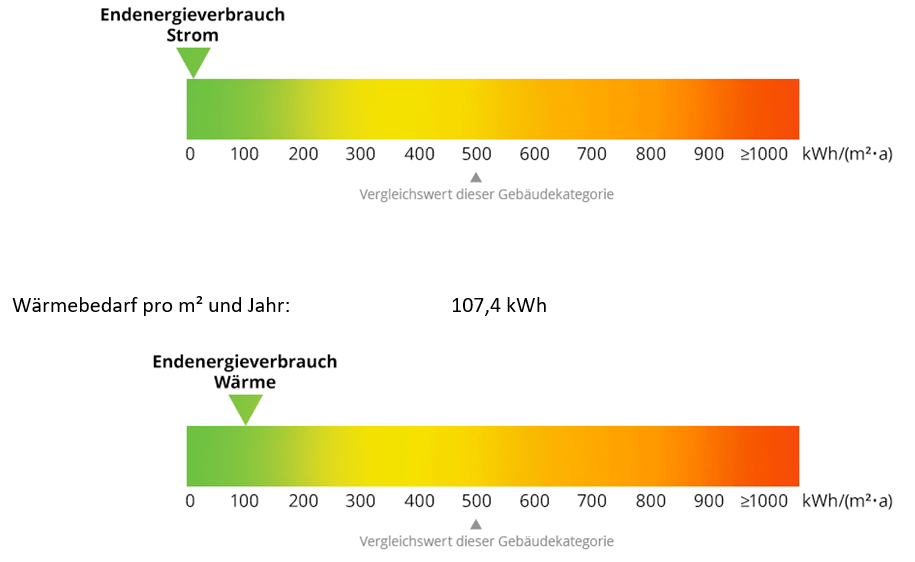 Endenergieverbrauch
Strom
0 100 200 300 400 500 600 700 800 900 ≥1000 kWh/(m²·a)
Vergleichswert dieser Gebäudekategorie
Wärmebedarf pro m² und Jahr: 107,4 kWh
Endenergieverbrauch
Wärme
0 100 200 300 400 500 600 700 800 900 ≥1000 kWh/(m²·a)
Vergleichswert dieser Gebäudekategorie